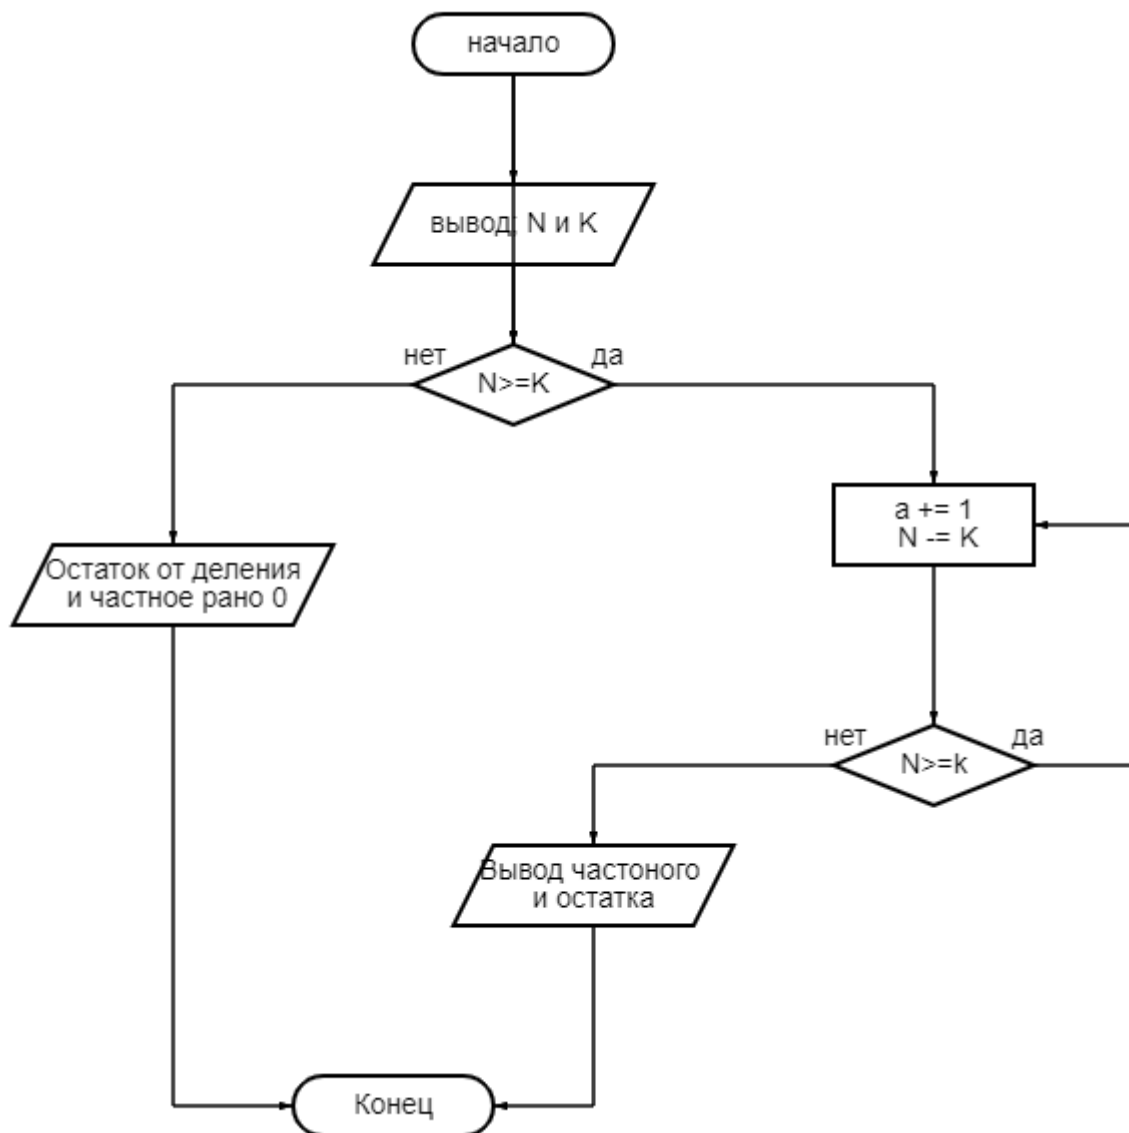 начало
вывод; N и K
нет
да
N>=K
a += 1
N -= K
Остаток от деления
и частное рано 0
нет
да
N>=k
Вывод частоного
и остатка
Конец